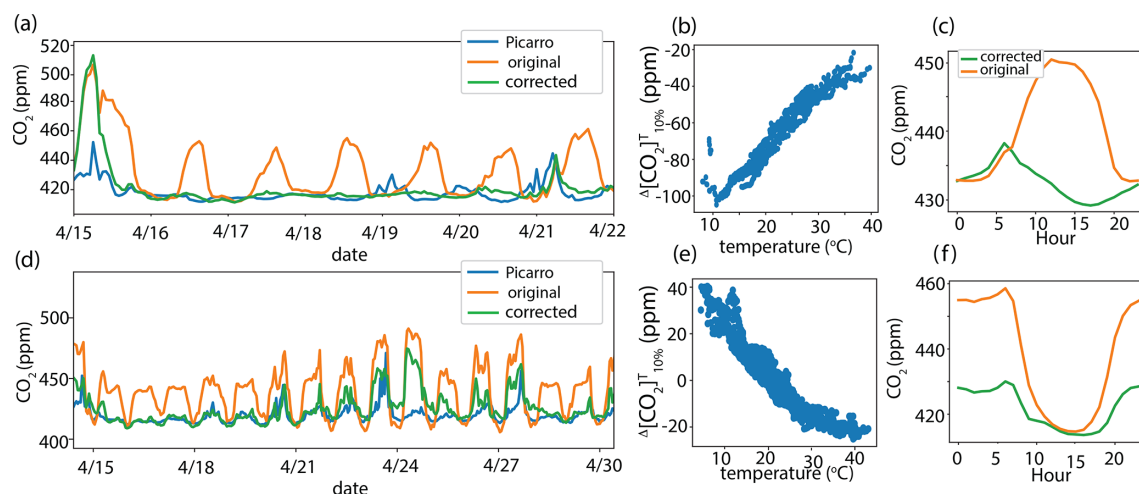 (a)
CO2 (ppm)
520
500
480
460
440
420
Picarro
original
corrected
4/15
4/16
4/17
4/18
4/19
4/20
4/21
4/22
date
(b)
Δ[CO2]T10% (ppm)
-20
-40
-60
-80
-100
10
20
30
40
temperature (oC)
(c)
CO2 (ppm)
450
440
430
corrected
original
0
10
20
Hour
(d)
CO2 (ppm)
500
450
400
Picarro
original
corrected
4/15
4/18
4/21
4/24
4/27
4/30
date
(e)
Δ[CO2]T10% (ppm)
40
20
0
-20
10
20
30
40
temperature (oC)
(f)
CO2 (ppm)
460
440
420
0
5
10
20
Hour